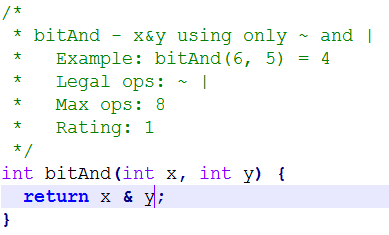 /*
 * bitAnd - x&y using only ~ and |
 *   Example: bitAnd(6, 5) = 4
 *   Legal ops: ~ |
 *   Max ops: 8
 *   Rating: 1
 */
int bitAnd(int x, int y) {
  return x & y;
}